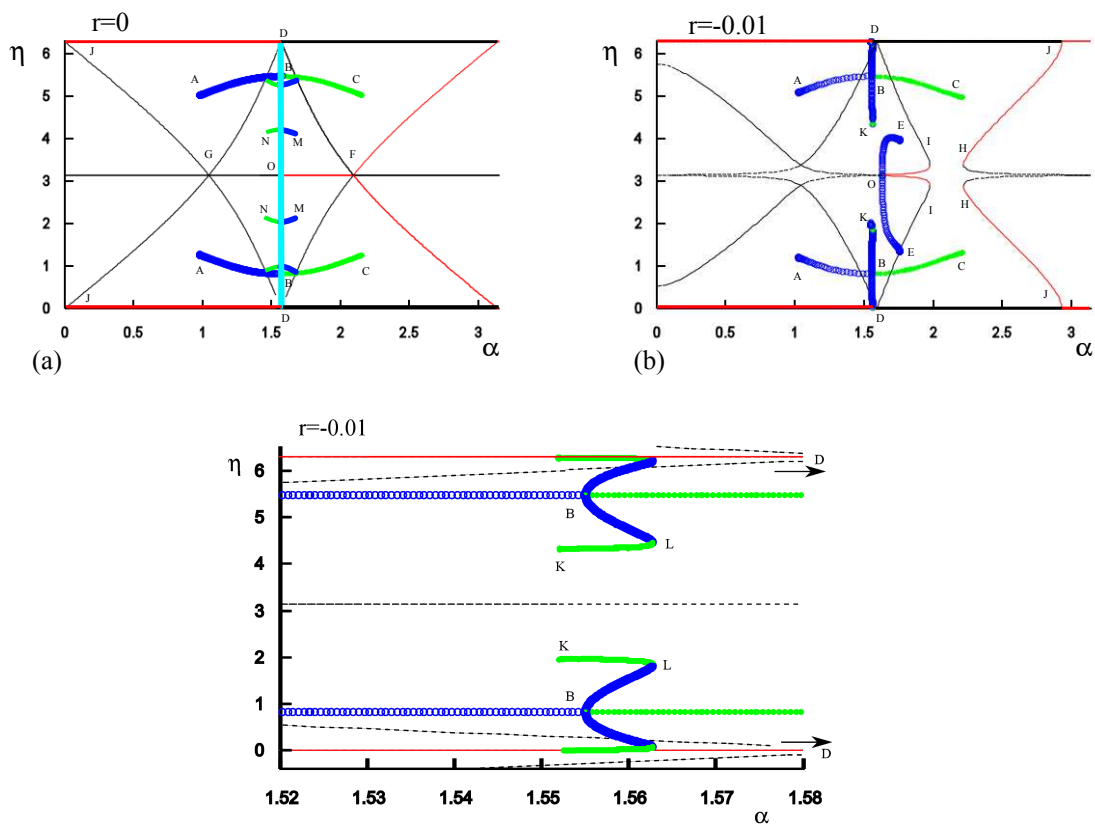 r=0
η
D
6
J
B
A
C
5
4
N
M
G
O
F
3
N
M
2
A
C
1
B
J
0
D
0
0.5
1
1.5
2
2.5
3
α
(a)
r=-0.01
η
D
6
J
A
C
B
5
K
E
4
I
H
3
O
I
H
2
K
A
B
E
C
1
J
0
D
0
0.5
1
1.5
2
2.5
3
α
(b)
r=-0.01
η
D
6
B
5
L
4
K
3
K
2
L
B
1
0
D
1.52
1.53
1.54
1.55
1.56
1.57
1.58
α